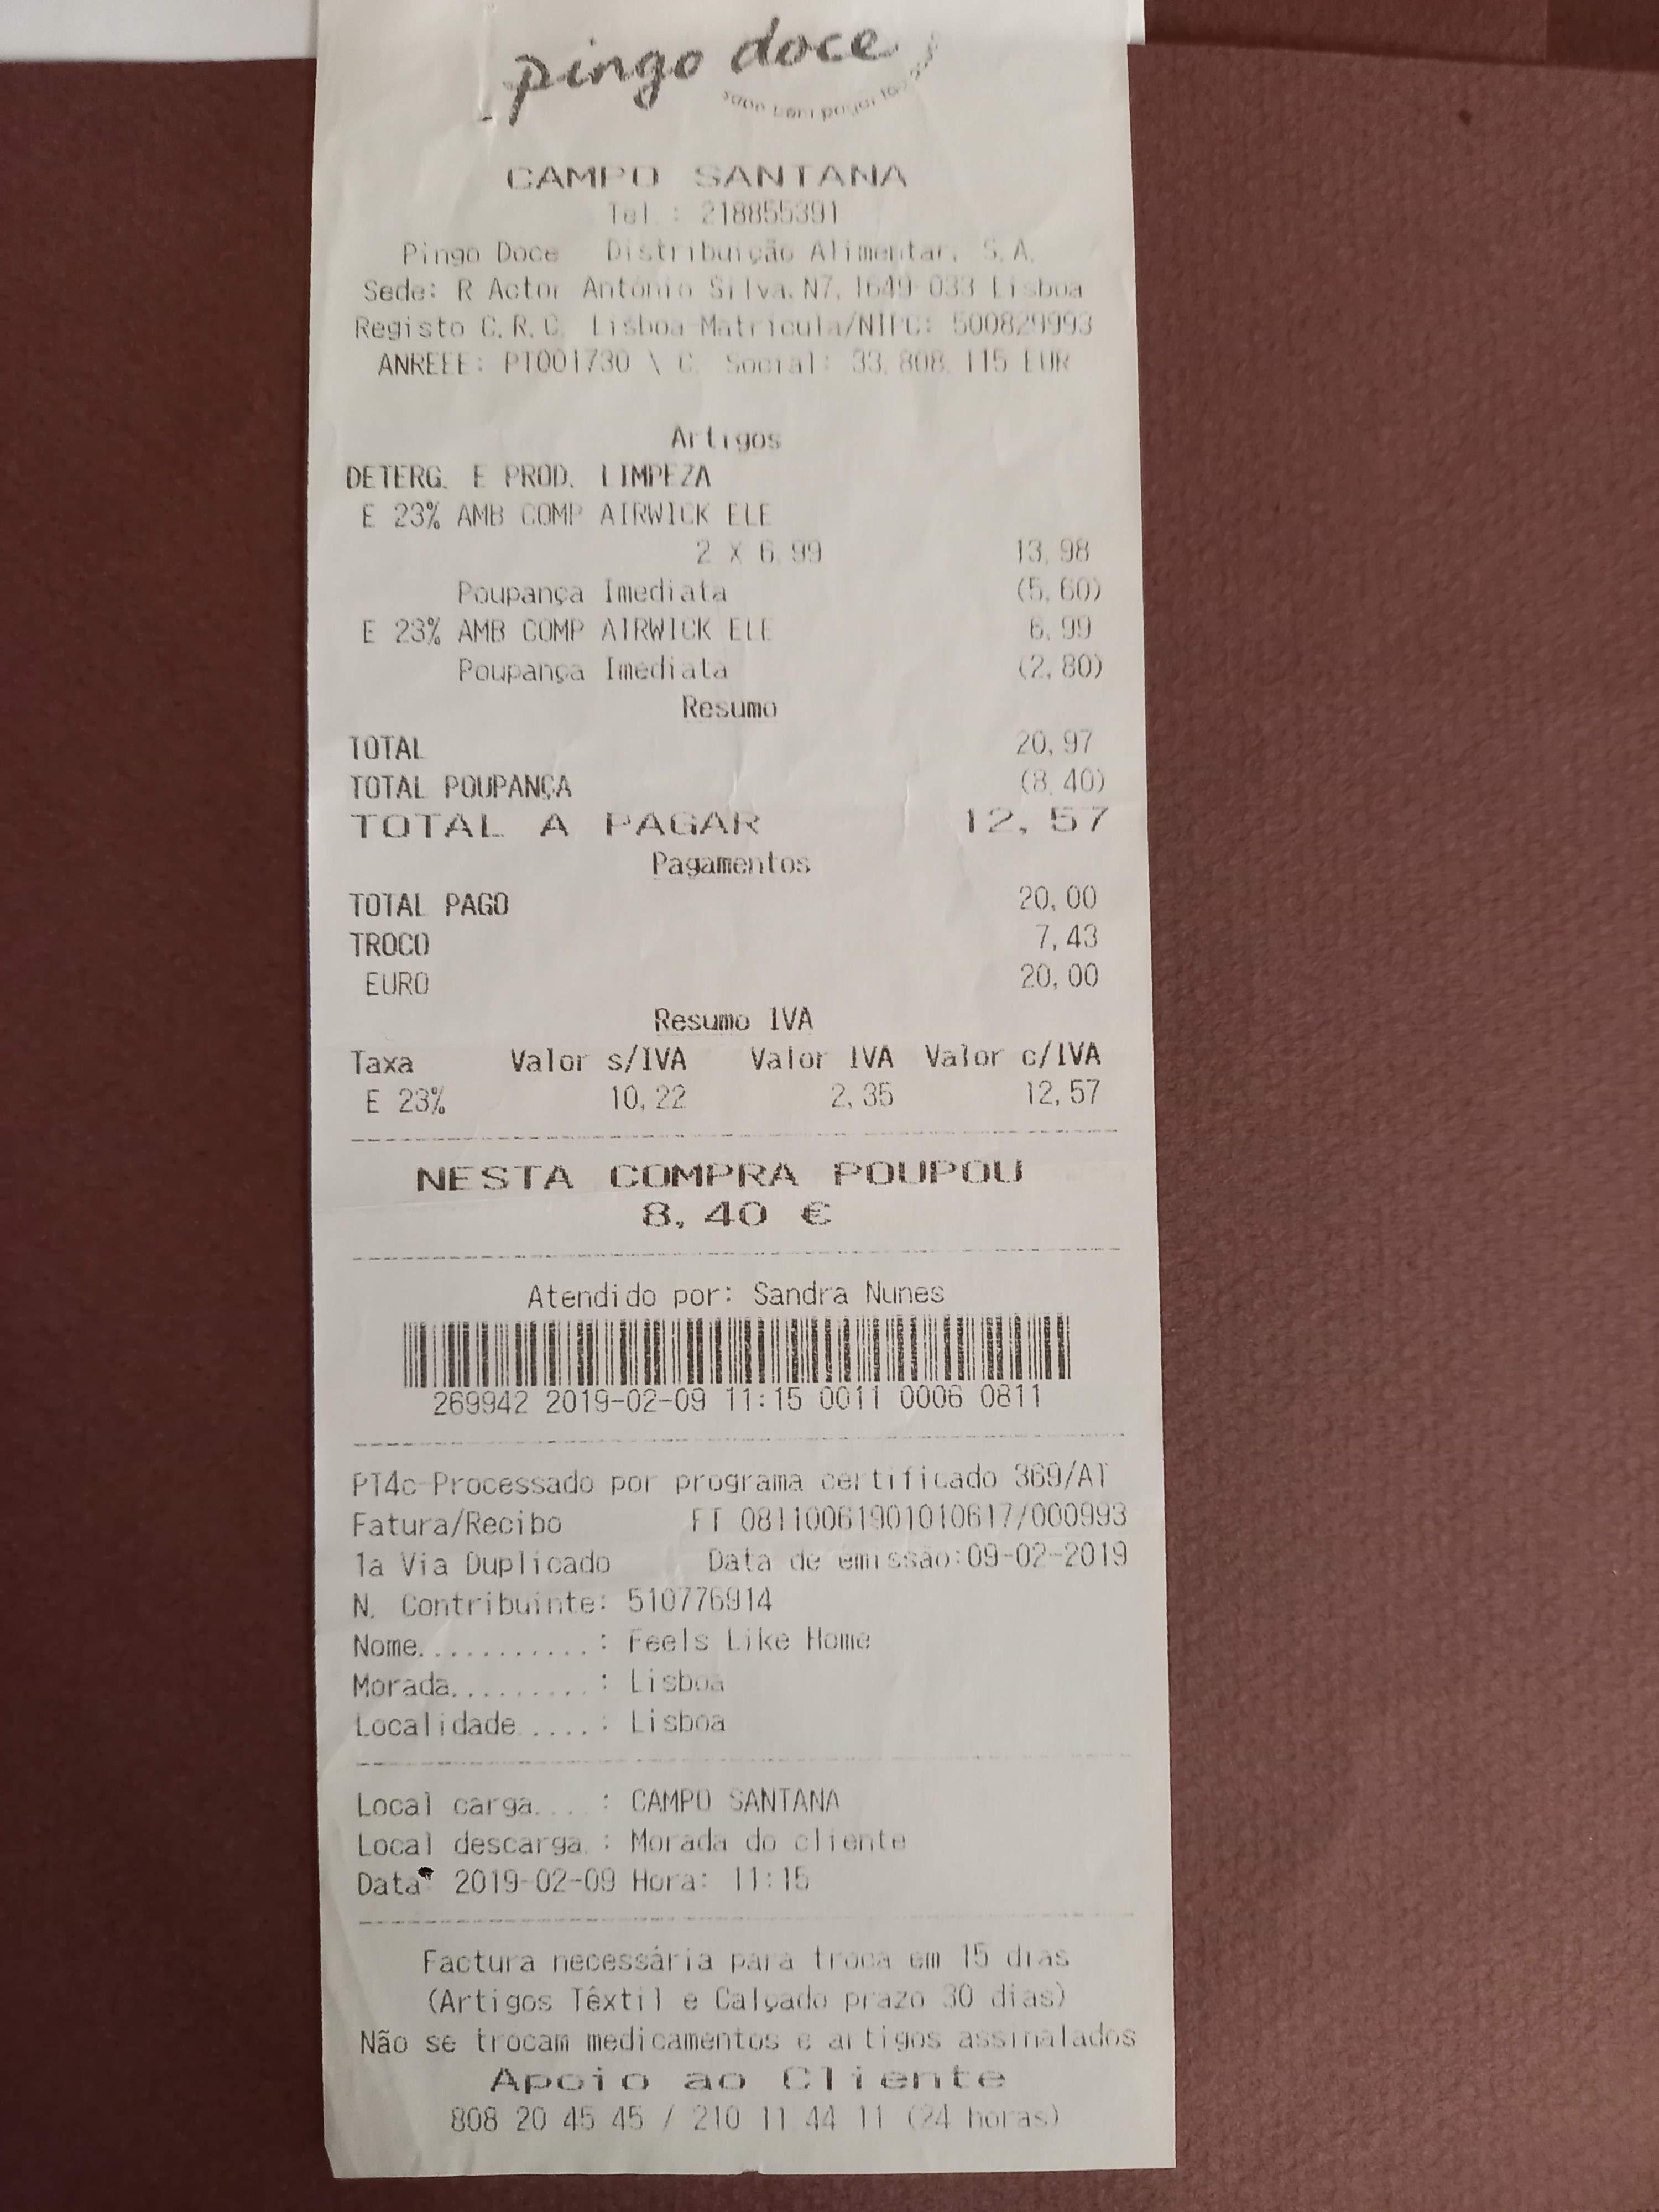 pingo doce
CAMPO SANTANA
Tel.: 218855391
Pingo Doce Distribuição Alimentar, S.A.
Sede: R Actor António Silva, N7, 1649-033 Lisboa
Registo C.R.C. Lisboa-Matrícula/NIPC: 500829993
ANREEE: PT001730 \ C. Social: 33.808.115 EUR
Artigos
DETERG. E PROD. LIMPEZA
E 23% AMB COMP AIRWICK ELE
2 X 6,99 13,98
Poupança Imediata (5,60)
E 23% AMB COMP AIRWICK ELE 6,99
Poupança Imediata (2,80)
Resumo
TOTAL 20,97
TOTAL POUPANÇA (8,40)
TOTAL A PAGAR 12,57
Pagamentos
TOTAL PAGO 20,00
TROCO 7,43
EURO 20,00
Resumo IVA
Taxa Valor s/IVA Valor IVA Valor c/IVA
E 23% 10,22 2,35 12,57
NESTA COMPRA POUPOU
8,40 €
Atendido por: Sandra Nunes
269942 2019-02-09 11:15 0011 0006 0811
PT4c-Processado por programa certificado 369/AT
Fatura/Recibo FT 08110061901010617/000993
1a Via Duplicado Data de emissão:09-02-2019
N. Contribuinte: 510776914
Nome...........: Feels Like Home
Morada.........: Lisboa
Localidade.....: Lisboa
Local carga....: CAMPO SANTANA
Local descarga.: Morada do cliente
Data: 2019-02-09 Hora: 11:15
Factura necessária para troca em 15 dias
(Artigos Têxtil e Calçado prazo 30 dias)
Não se trocam medicamentos e artigos assinalados
Apoio ao Cliente
808 20 45 45 / 210 11 44 11 (24 horas)